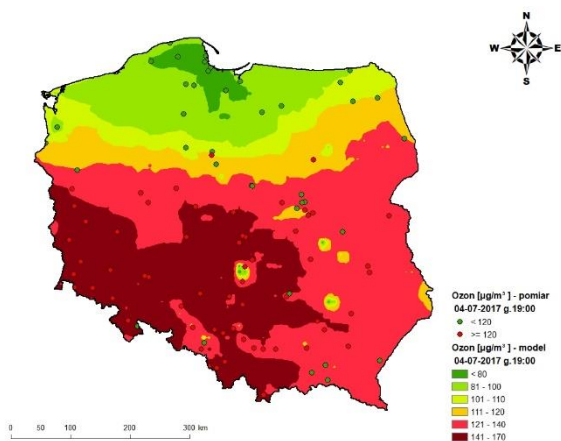 N
W E
S
Ozon [µg/m³ ] - pomiar
04-07-2017 g.19:00
< 120
>= 120
Ozon [µg/m³ ] - model
04-07-2017 g.19:00
< 80
81 - 100
101 - 110
111 - 120
121 - 140
141 - 170
0 50 100 200 300 km